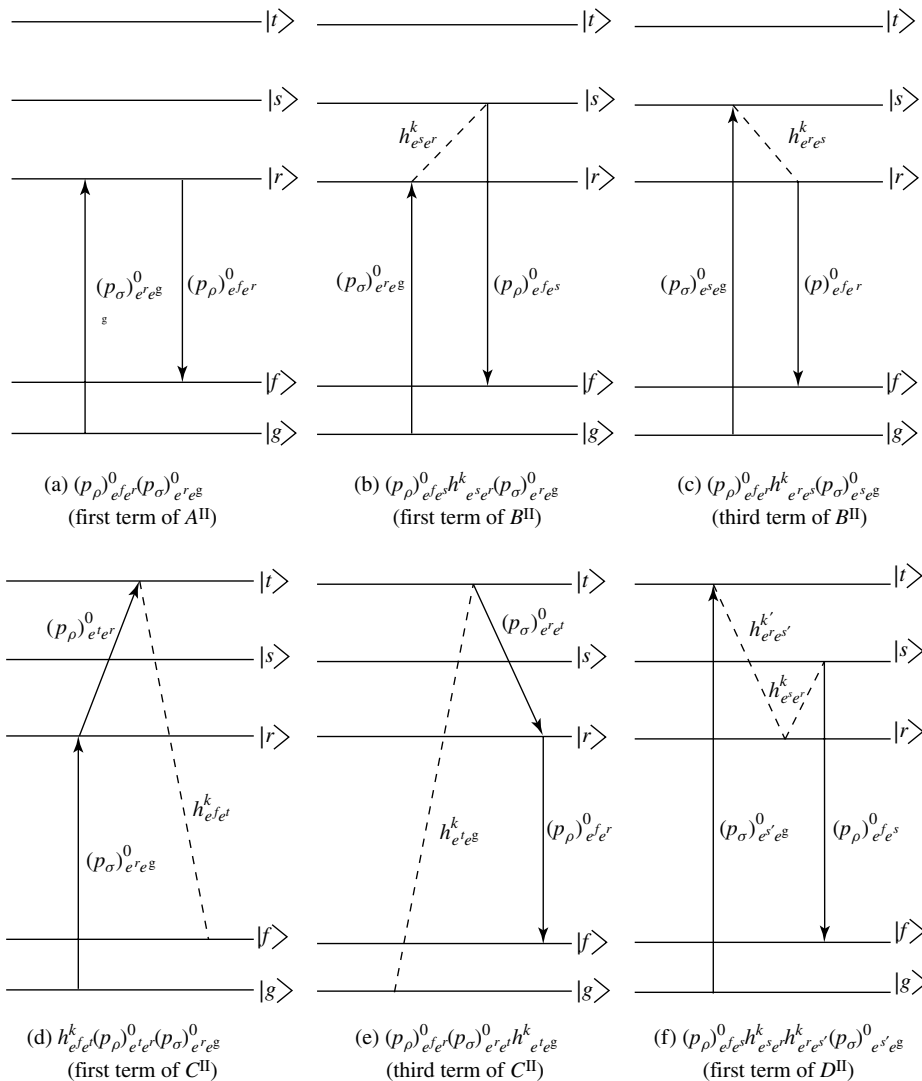 |t> |t> |t>
|s> |s> |s>
h^k_{e^s e^r} h^k_{e^r e^s}
|r> |r> |r>
(p_σ)^0_{e^r e^g} (p_ρ)^0_{e^f e^r} (p_σ)^0_{e^r e^g} (p_ρ)^0_{e^f e^s} (p_σ)^0_{e^s e^g} (p)^0_{e^f e^r}
g
|f> |f> |f>
|g> |g> |g>
(a) (p_ρ)^0_{e^f e^r}(p_σ)^0_{e^r e^g} (b) (p_ρ)^0_{e^f e^s}h^k_{e^s e^r}(p_σ)^0_{e^r e^g} (c) (p_ρ)^0_{e^f e^r}h^k_{e^r e^s}(p_σ)^0_{e^s e^g}
(first term of A^II) (first term of B^II) (third term of B^II)
|t> |t> |t>
(p_ρ)^0_{e^t e^r} (p_σ)^0_{e^r e^t} h^{k'}_{e^r e^{s'}}
|s> |s> |s>
h^k_{e^s e^r}
|r> |r> |r>
h^k_{e^f e^t}
(p_σ)^0_{e^r e^g} h^k_{e^t e^g} (p_ρ)^0_{e^f e^r} (p_σ)^0_{e^{s'} e^g} (p_ρ)^0_{e^f e^s}
|f> |f> |f>
|g> |g> |g>
(d) h^k_{e^f e^t}(p_ρ)^0_{e^t e^r}(p_σ)^0_{e^r e^g} (e) (p_ρ)^0_{e^f e^r}(p_σ)^0_{e^r e^t}h^k_{e^t e^g} (f) (p_ρ)^0_{e^f e^s}h^k_{e^s e^r}h^k_{e^r e^{s'}}(p_σ)^0_{e^{s'} e^g}
(first term of C^II) (third term of C^II) (first term of D^II)